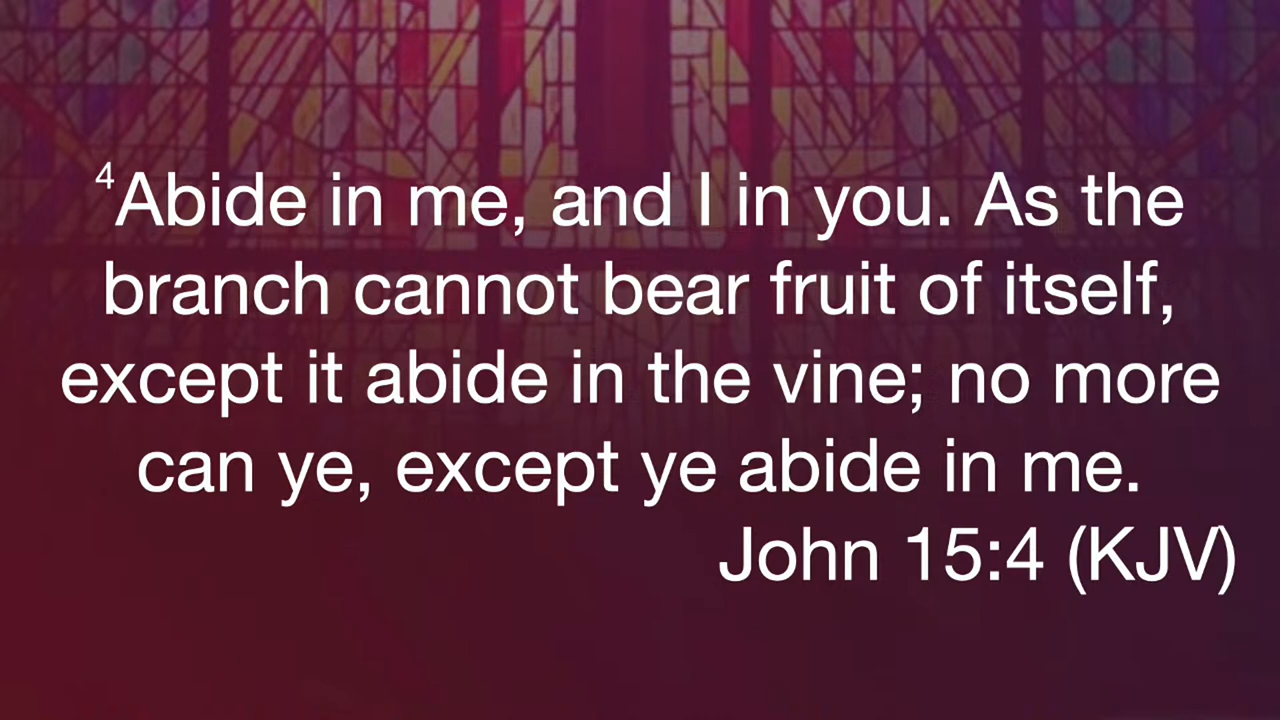 ⁴Abide in me, and I in you. As the
branch cannot bear fruit of itself,
except it abide in the vine; no more
can ye, except ye abide in me.
John 15:4 (KJV)